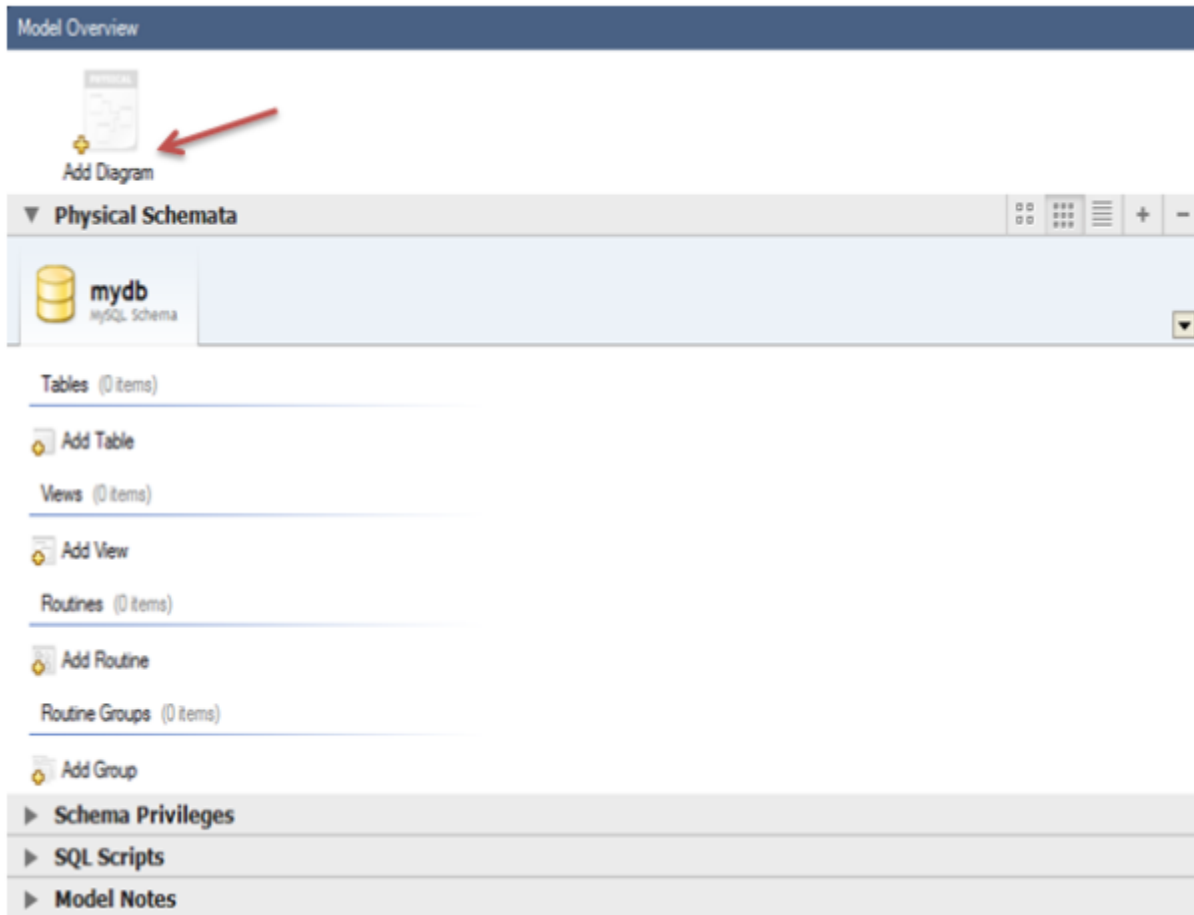 Model Overview
PHYSICAL
Add Diagram
Physical Schemata
mydb
MySQL Schema
Tables (0 items)
Add Table
Views (0 items)
Add View
Routines (0 items)
Add Routine
Routine Groups (0 items)
Add Group
Schema Privileges
SQL Scripts
Model Notes